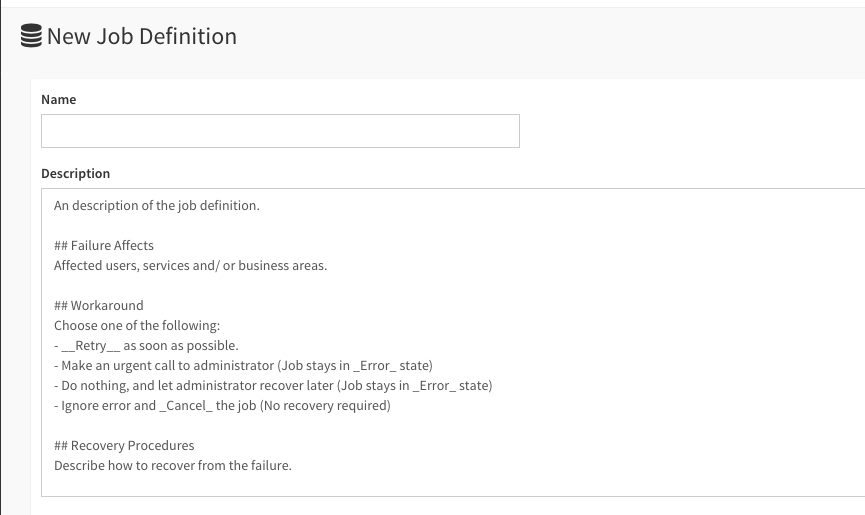 New Job Definition
Name
Description
An description of the job definition.
## Failure Affects
Affected users, services and/ or business areas.
## Workaround
Choose one of the following:
- __Retry__ as soon as possible.
- Make an urgent call to administrator (Job stays in _Error_ state)
- Do nothing, and let administrator recover later (Job stays in _Error_ state)
- Ignore error and _Cancel_ the job (No recovery required)
## Recovery Procedures
Describe how to recover from the failure.